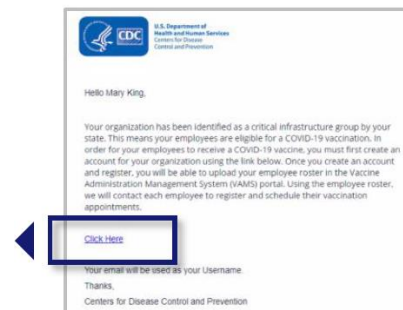 CDC
U.S. Department of
Health and Human Services
Centers for Disease
Control and Prevention
Hello Mary King,
Your organization has been identified as a critical infrastructure group by your
state. This means your employees are eligible for a COVID-19 vaccination. In
order for your employees to receive a COVID-19 vaccine, you must first create an
account for your organization using the link below. Once you create an account
and register, you will be able to upload your employee roster in the Vaccine
Administration Management System (VAMS) portal. Using the employee roster,
we will contact each employee to register and schedule their vaccination
appointments.
Click Here
Your email will be used as your Username.
Thanks,
Centers for Disease Control and Prevention